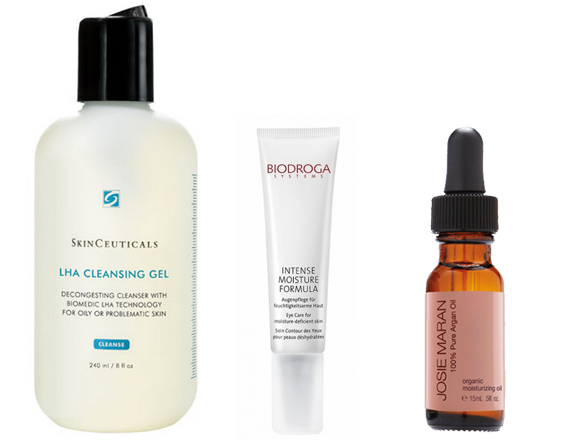 SKINCEUTICALS
LHA CLEANSING GEL
DECONGESTING CLEANSER WITH
BIOMEDIC LHA TECHNOLOGY
FOR OILY OR PROBLEMATIC SKIN
CLEANSE
240 ml / 8 fl oz
BIODROGA
SYSTEMS
INTENSE
MOISTURE
FORMULA
Augenpflege für
feuchtigkeitsarme Haut
Eye Care for
moisture deficient skin
Soin Contour des Yeux
pour peaux déshydratées
JOSIE MARAN
100% Pure Argan Oil
organic
moisturizing oil
e 15mL .5fl. oz.